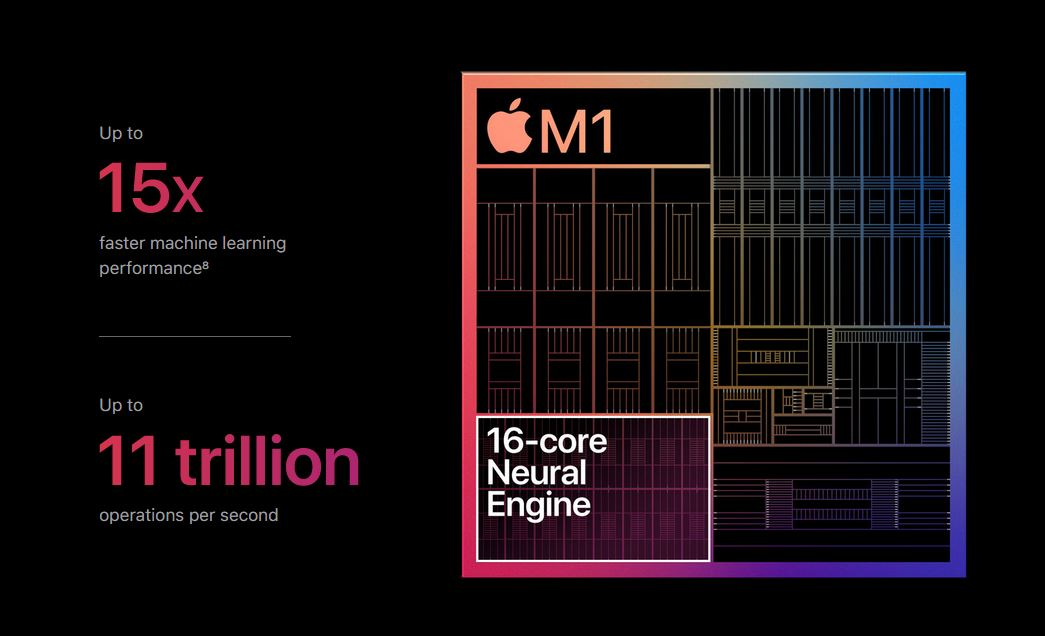 Up to
15x
faster machine learning
performance⁸
Up to
11 trillion
operations per second
M1
16-core
Neural
Engine